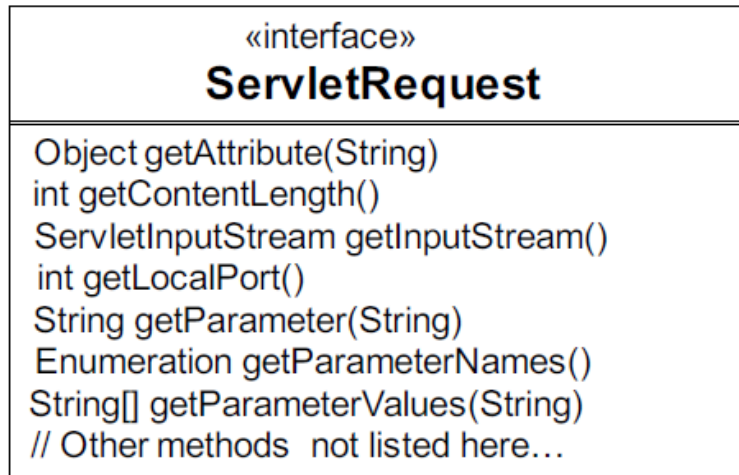 «interface»
ServletRequest
Object getAttribute(String)
int getContentLength()
ServletInputStream getInputStream()
int getLocalPort()
String getParameter(String)
Enumeration getParameterNames()
String[] getParameterValues(String)
// Other methods not listed here…